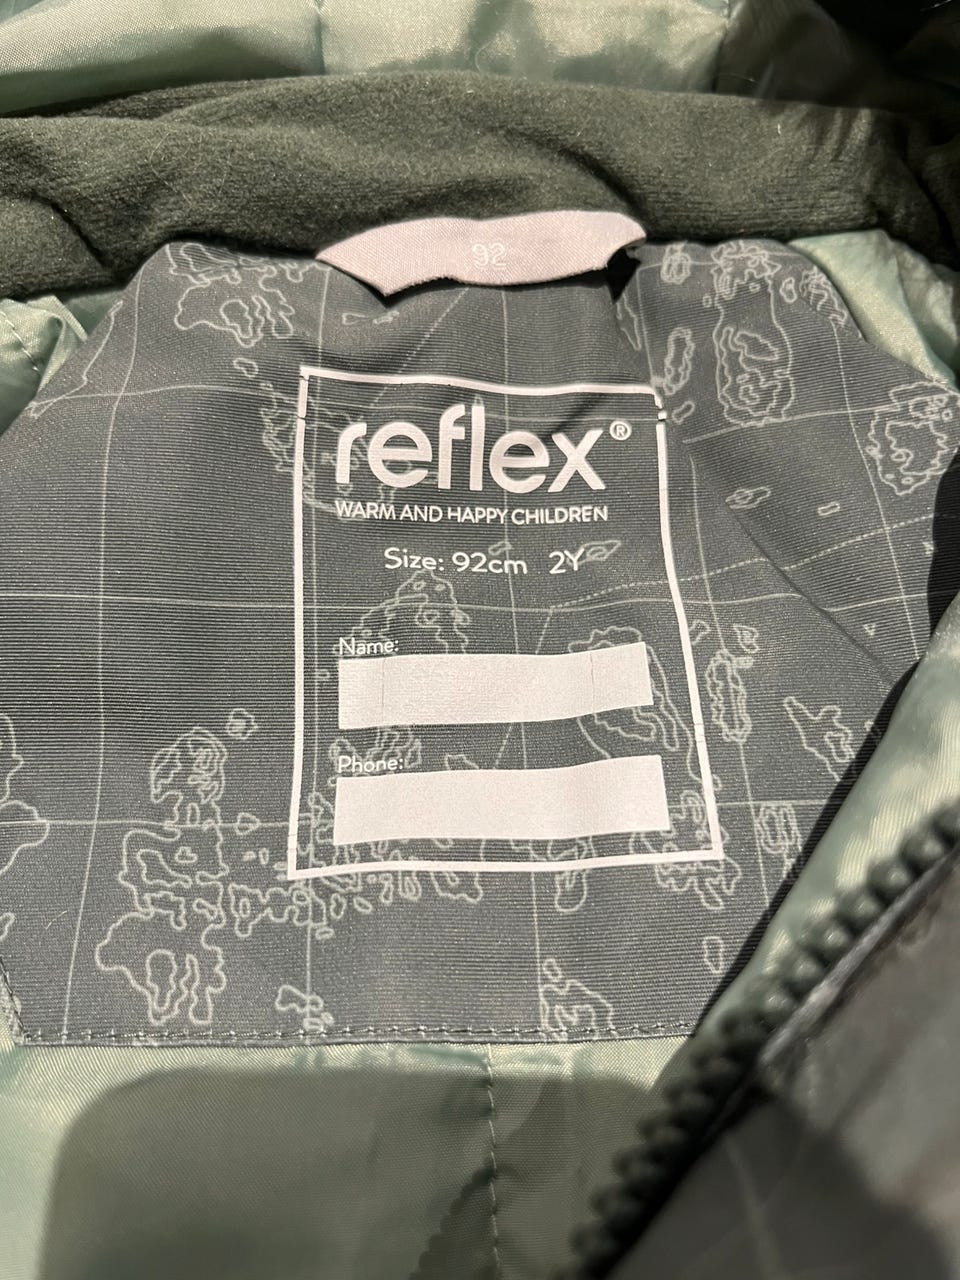 92
reflex®
WARM AND HAPPY CHILDREN
Size: 92cm 2Y
Name:
Phone: